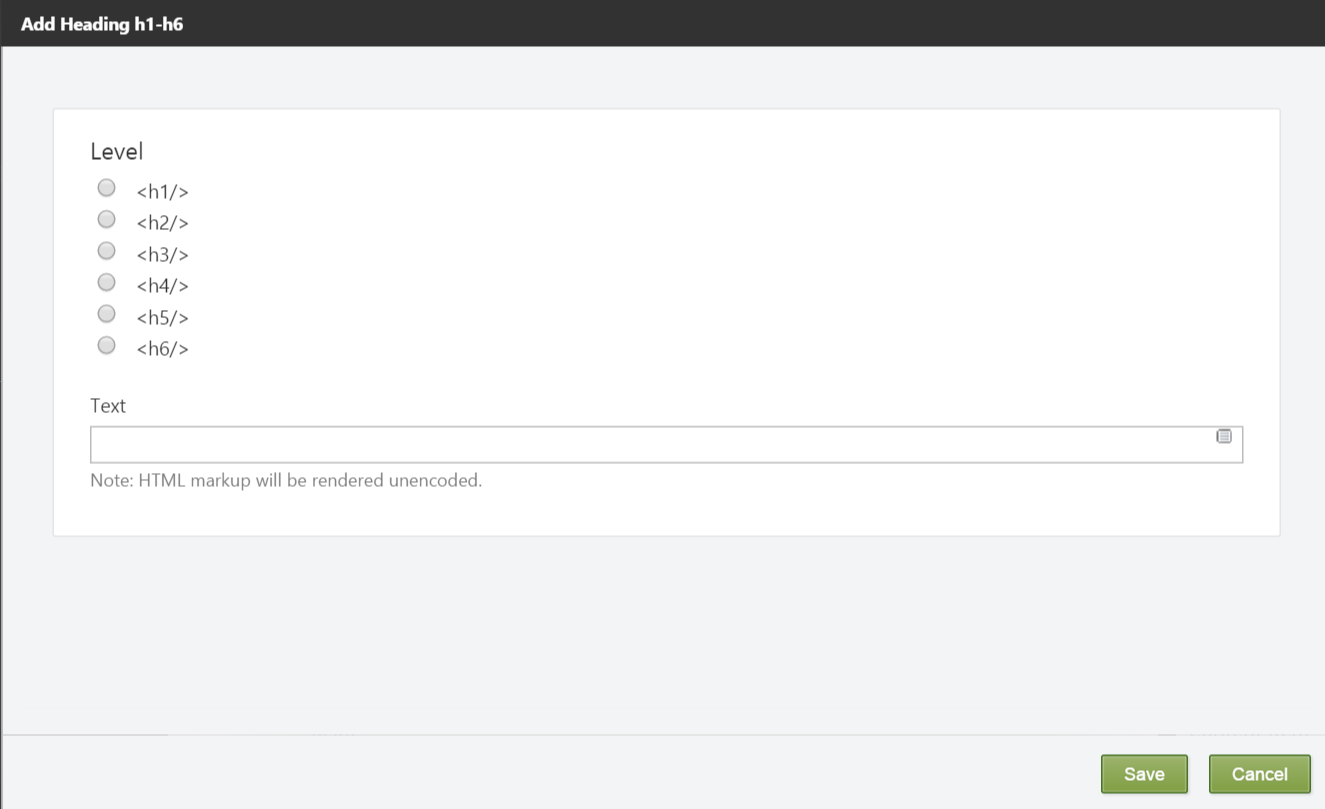 Add Heading h1-h6
Level
<h1/>
<h2/>
<h3/>
<h4/>
<h5/>
<h6/>
Text
Note: HTML markup will be rendered unencoded.
Save Cancel